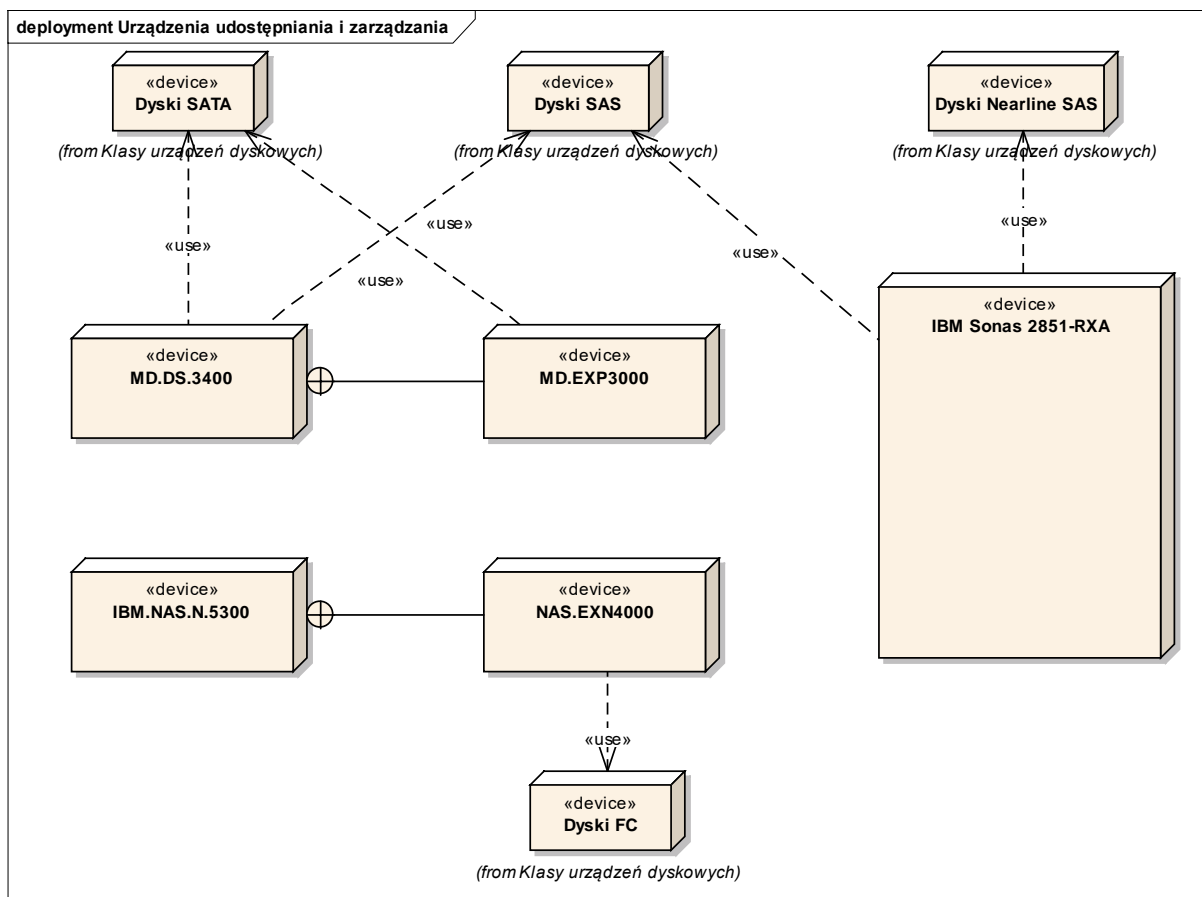 deployment Urządzenia udostępniania i zarządzania
«device»
Dyski SATA
(from Klasy urządzeń dyskowych)
«device»
Dyski SAS
(from Klasy urządzeń dyskowych)
«device»
Dyski Nearline SAS
(from Klasy urządzeń dyskowych)
«use»
«use»
«use»
«use»
«use»
«device»
MD.DS.3400
«device»
MD.EXP3000
«device»
IBM Sonas 2851-RXA
«device»
IBM.NAS.N.5300
«device»
NAS.EXN4000
«use»
«device»
Dyski FC
(from Klasy urządzeń dyskowych)